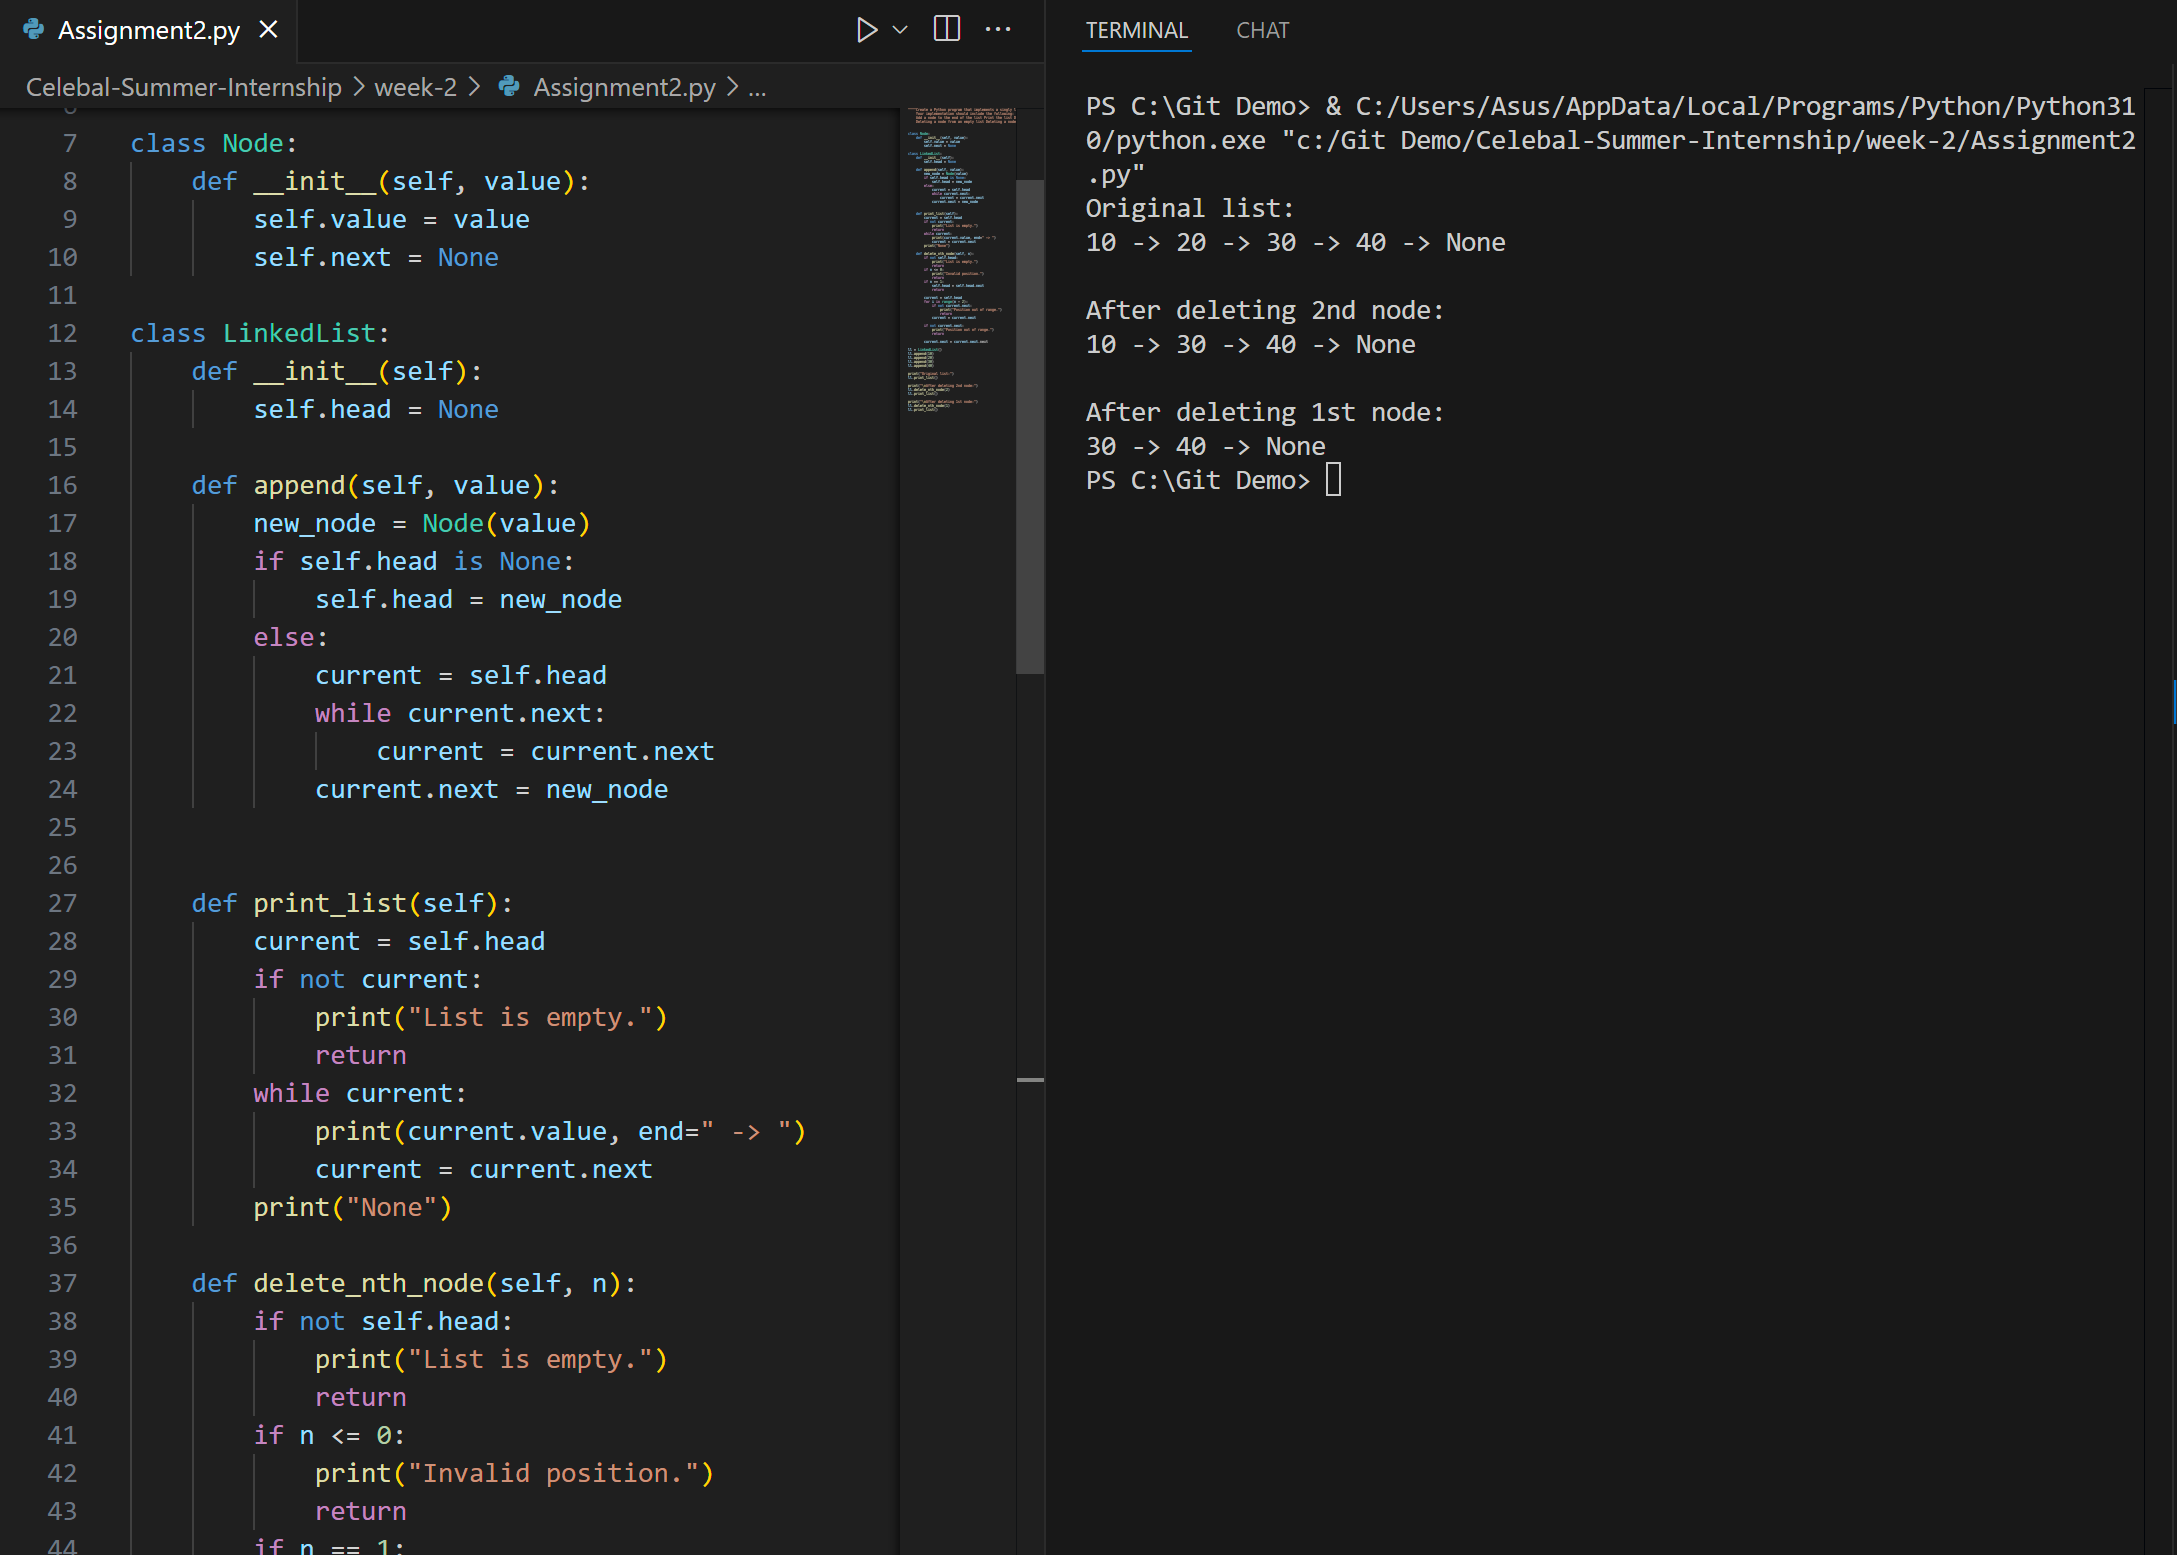 Assignment2.py
Celebal-Summer-Internship > week-2 > Assignment2.py > ...
7 class Node:
8     def __init__(self, value):
9         self.value = value
10         self.next = None
11
12 class LinkedList:
13     def __init__(self):
14         self.head = None
15
16     def append(self, value):
17         new_node = Node(value)
18         if self.head is None:
19             self.head = new_node
20         else:
21             current = self.head
22             while current.next:
23                 current = current.next
24             current.next = new_node
25
26
27     def print_list(self):
28         current = self.head
29         if not current:
30             print("List is empty.")
31             return
32         while current:
33             print(current.value, end=" -> ")
34             current = current.next
35         print("None")
36
37     def delete_nth_node(self, n):
38         if not self.head:
39             print("List is empty.")
40             return
41         if n <= 0:
42             print("Invalid position.")
43             return
44         if n == 1:
TERMINAL CHAT
PS C:\Git Demo> & C:/Users/Asus/AppData/Local/Programs/Python/Python31
0/python.exe "c:/Git Demo/Celebal-Summer-Internship/week-2/Assignment2
.py"
Original list:
10 -> 20 -> 30 -> 40 -> None

After deleting 2nd node:
10 -> 30 -> 40 -> None

After deleting 1st node:
30 -> 40 -> None
PS C:\Git Demo>